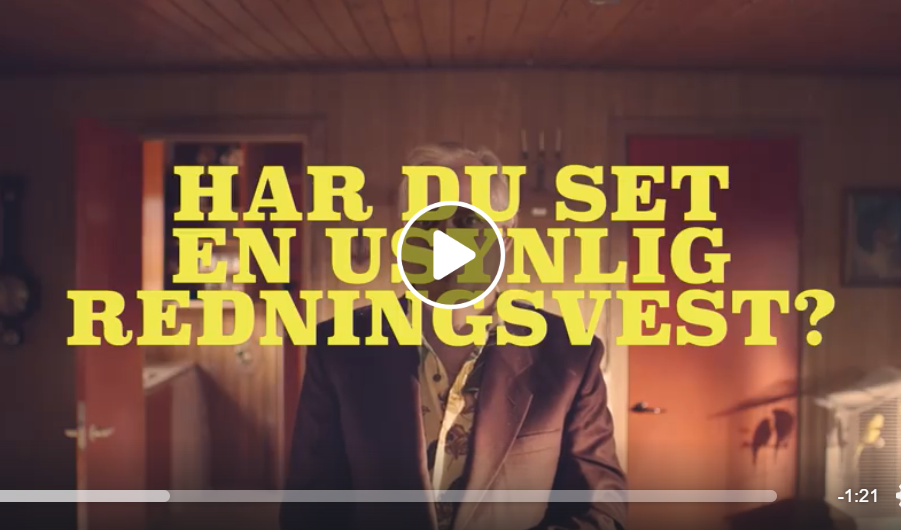 HAR DU SET
EN USYNLIG
REDNINGSVEST?
-1:21